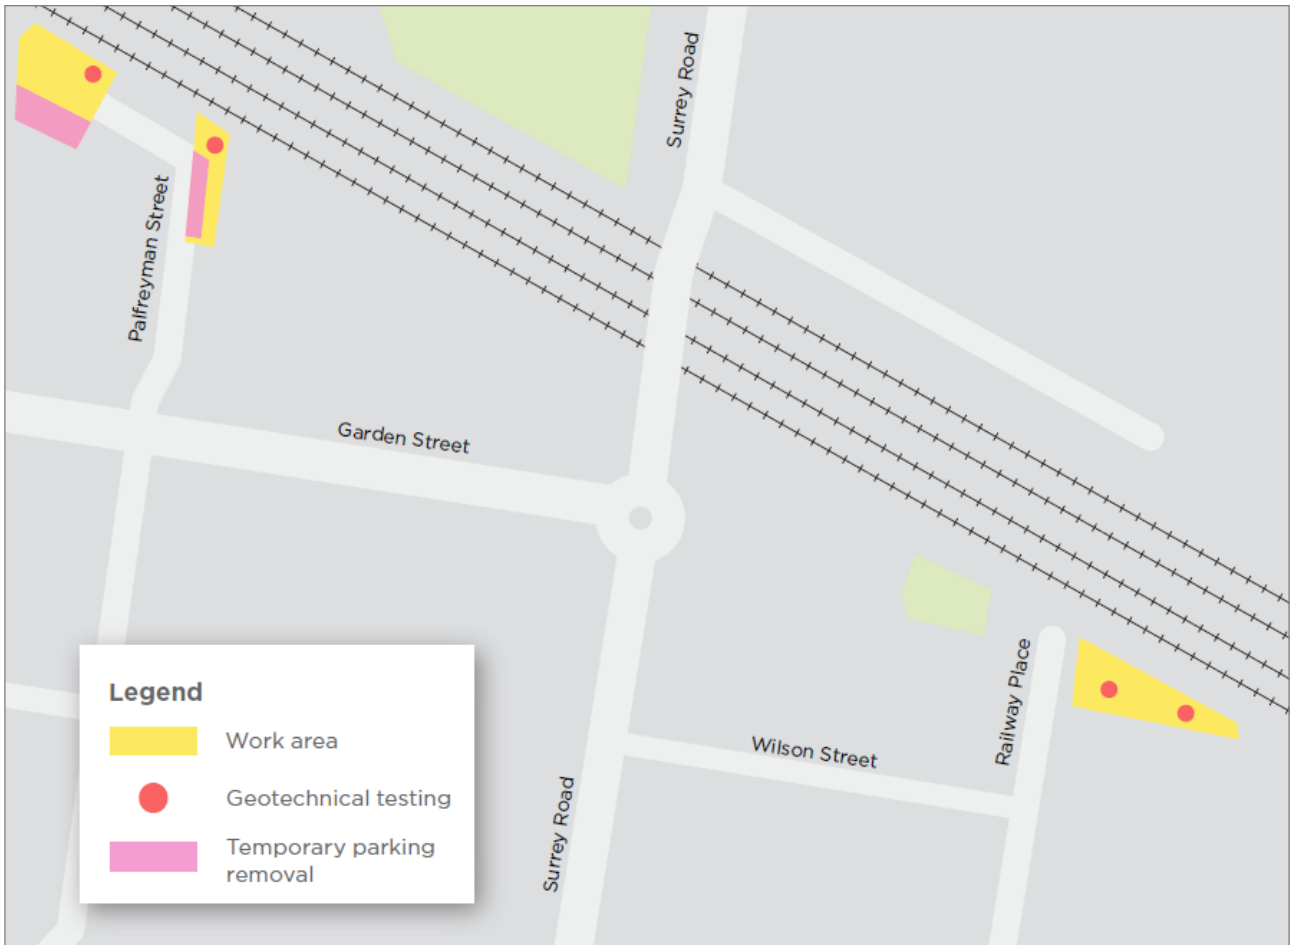 Surrey Road
Palfreyman Street
Garden Street
Railway Place
Wilson Street
Surrey Road
Legend
Work area
Geotechnical testing
Temporary parking
removal